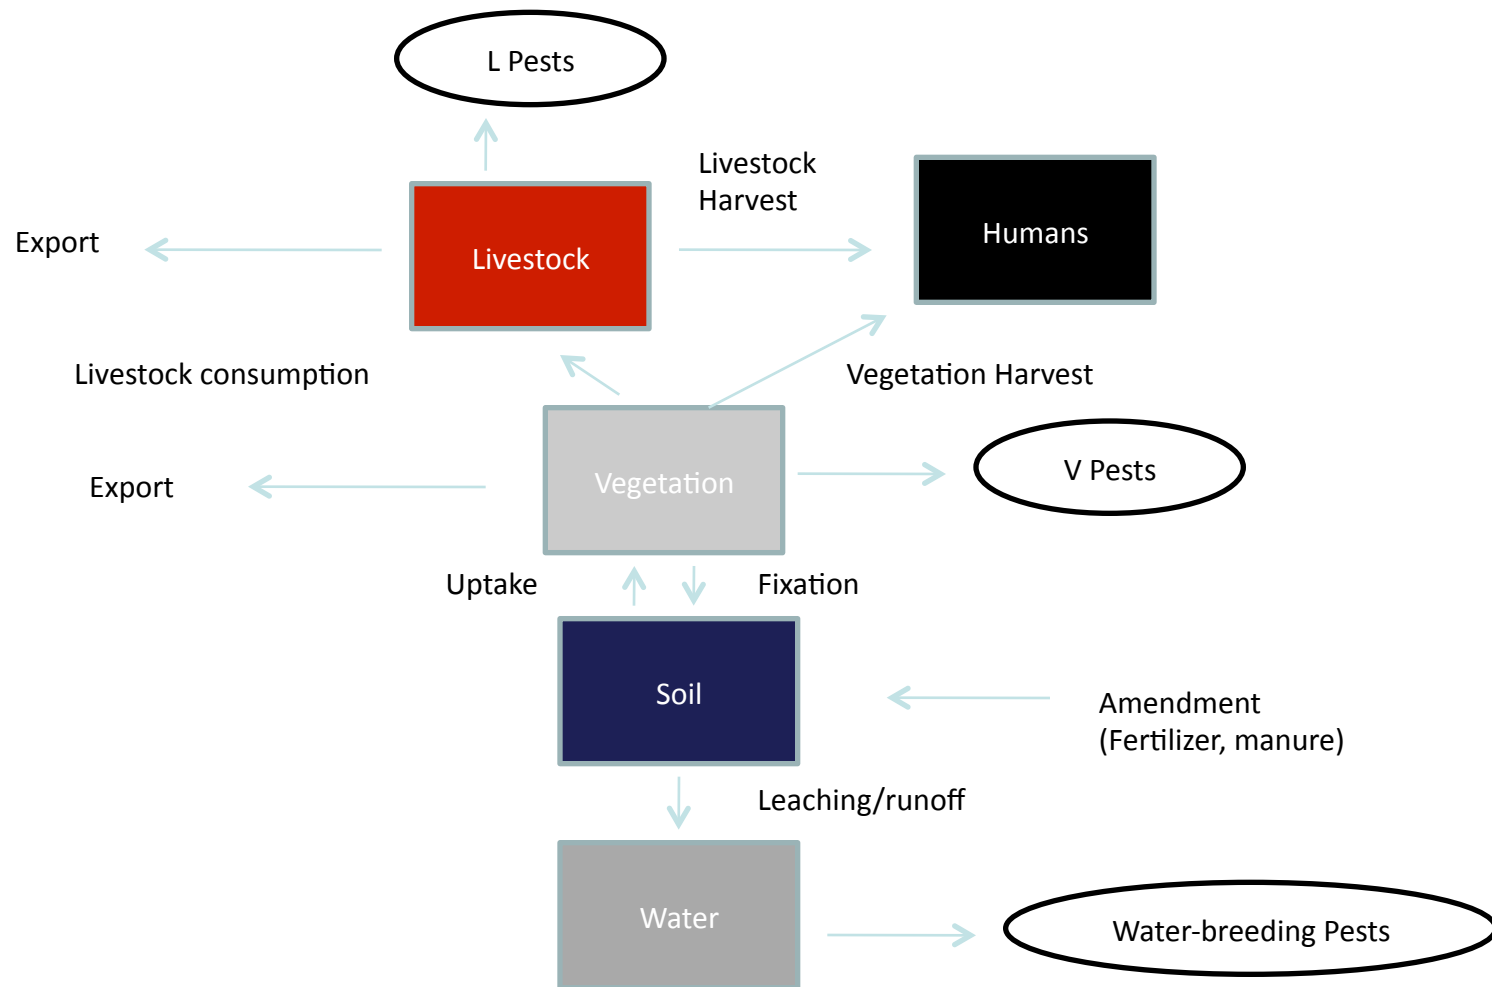 L Pests
Livestock
Harvest
Humans
Export
Livestock
Livestock consumption
Vegetation Harvest
Vegetation
V Pests
Export
Uptake
Fixation
Soil
Amendment
(Fertilizer, manure)
Leaching/runoff
Water
Water-breeding Pests